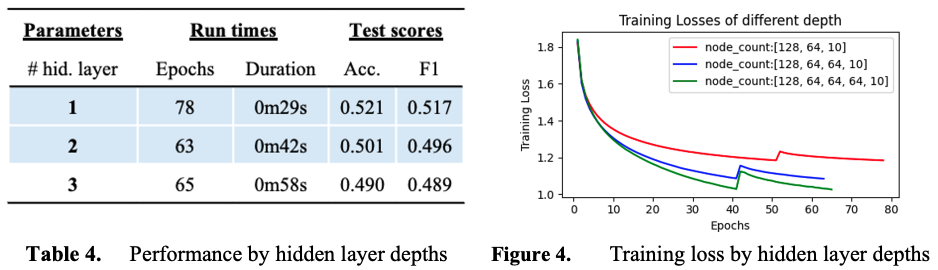 Parameters Run times Test scores
# hid. layer Epochs Duration Acc. F1
1 78 0m29s 0.521 0.517
2 63 0m42s 0.501 0.496
3 65 0m58s 0.490 0.489
Table 4. Performance by hidden layer depths
Training Losses of different depth
node_count:[128, 64, 10]
node_count:[128, 64, 64, 10]
node_count:[128, 64, 64, 64, 10]
Training Loss
1.8
1.6
1.4
1.2
1.0
0 10 20 30 40 50 60 70 80
Epochs
Figure 4. Training loss by hidden layer depths